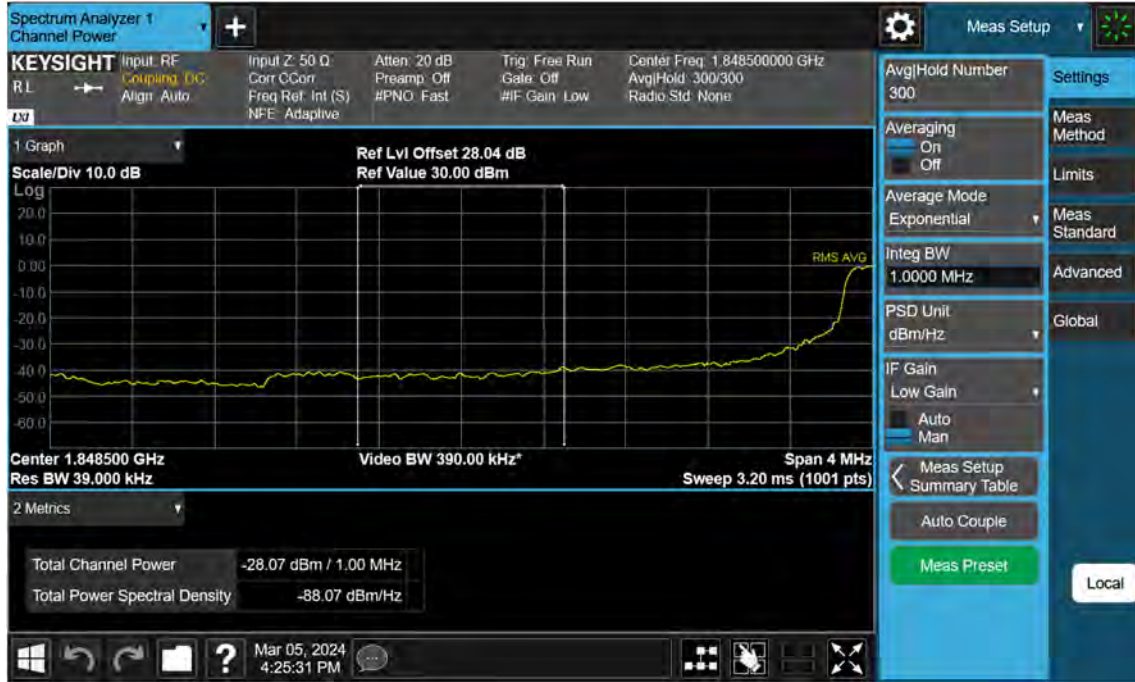 Spectrum Analyzer 1
Channel Power
+
Meas Setup
KEYSIGHT
RL
LXI
Input: RF
Coupling: DC
Align: Auto
Input Z: 50 Ω
Corr CCorr
Freq Ref: Int (S)
NFE: Adaptive
Atten: 20 dB
Preamp: Off
#PNO: Fast
Trig: Free Run
Gate: Off
#IF Gain: Low
Center Freq: 1.848500000 GHz
Avg|Hold: 300/300
Radio Std: None
1 Graph
Scale/Div 10.0 dB
Ref Lvl Offset 28.04 dB
Ref Value 30.00 dBm
Log
20.0
10.0
0.00
-10.0
-20.0
-30.0
-40.0
-50.0
-60.0
RMS AVG
Center 1.848500 GHz
Res BW 39.000 kHz
Video BW 390.00 kHz*
Span 4 MHz
Sweep 3.20 ms (1001 pts)
2 Metrics
Total Channel Power -28.07 dBm / 1.00 MHz
Total Power Spectral Density -88.07 dBm/Hz
Avg|Hold Number
300
Averaging
On
Off
Average Mode
Exponential
Integ BW
1.0000 MHz
PSD Unit
dBm/Hz
IF Gain
Low Gain
Auto
Man
Meas Setup
Summary Table
Auto Couple
Meas Preset
Settings
Meas
Method
Limits
Meas
Standard
Advanced
Global
Local
?
Mar 05, 2024
4:25:31 PM